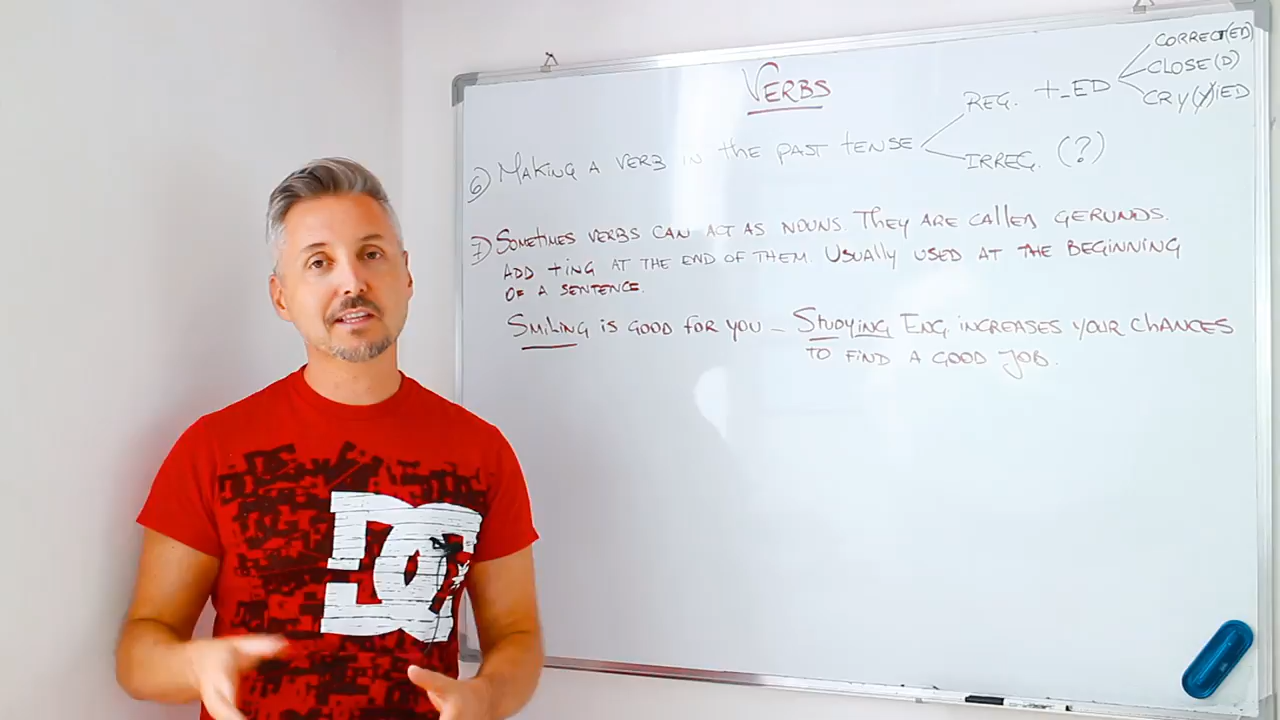 VERBS
6) MAKING A VERB IN THE PAST TENSE
REG. +_ED
CORRECT(ED)
CLOSE(D)
CRY(Y)IED
IRREG. (?)
7) SOMETIMES VERBS CAN ACT AS NOUNS. THEY ARE CALLED GERUNDS.
ADD +ING AT THE END OF THEM. USUALLY USED AT THE BEGINNING
OF A SENTENCE.
SMILING IS GOOD FOR YOU – STUDYING ENG INCREASES YOUR CHANCES
TO FIND A GOOD JOB.
DC